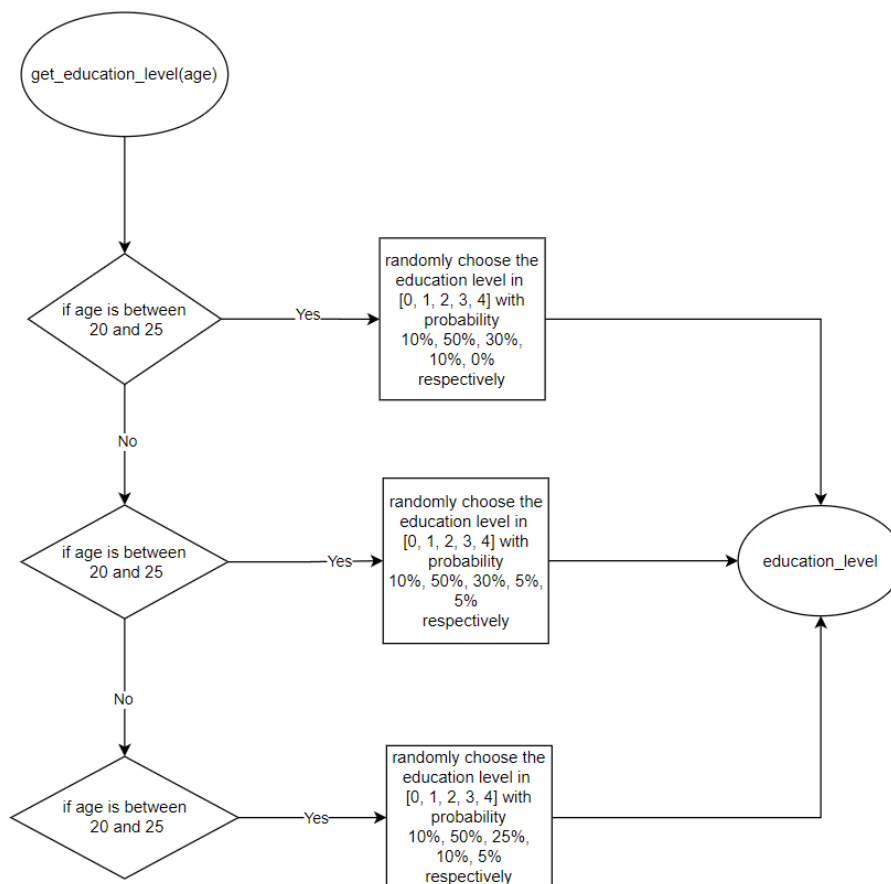 get_education_level(age)
if age is between
20 and 25
Yes
randomly choose the
education level in
[0, 1, 2, 3, 4] with
probability
10%, 50%, 30%,
10%, 0%
respectively
No
if age is between
20 and 25
Yes
randomly choose the
education level in
[0, 1, 2, 3, 4] with
probability
10%, 50%, 30%, 5%,
5%
respectively
education_level
No
if age is between
20 and 25
Yes
randomly choose the
education level in
[0, 1, 2, 3, 4] with
probability
10%, 50%, 25%,
10%, 5%
respectively